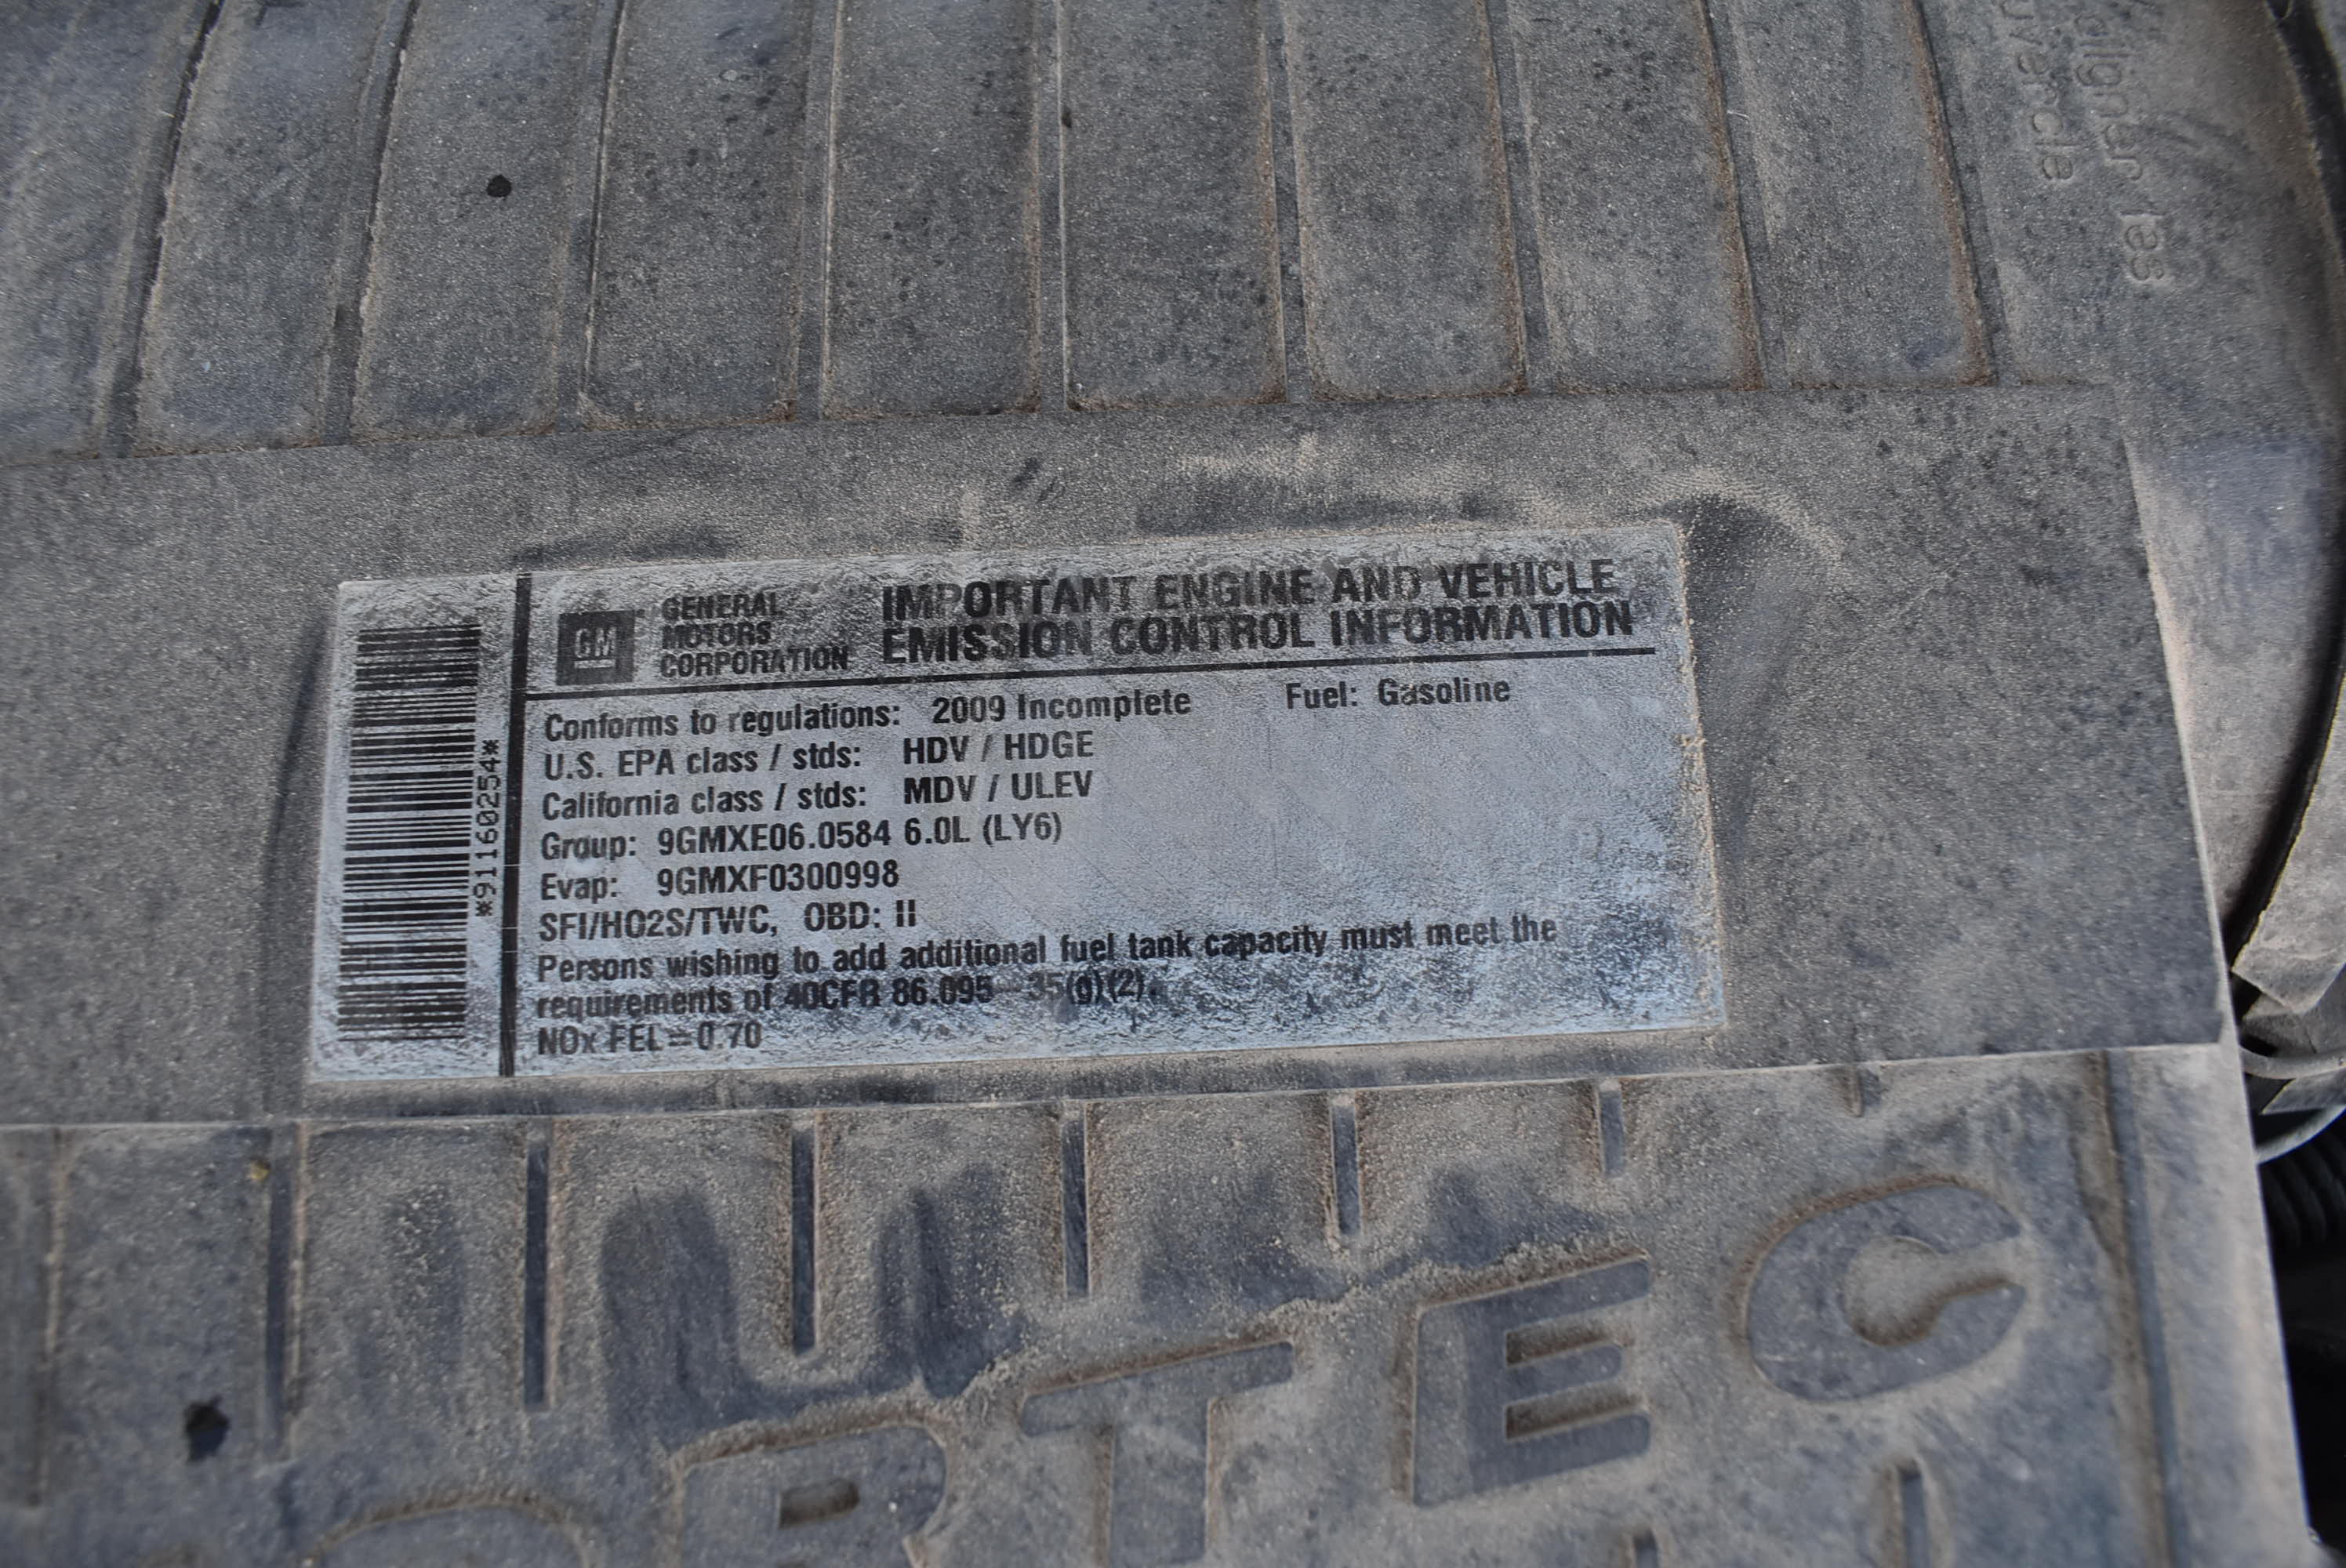 GM
GENERAL
MOTORS
CORPORATION
IMPORTANT ENGINE AND VEHICLE
EMISSION CONTROL INFORMATION
Conforms to regulations: 2009 Incomplete Fuel: Gasoline
U.S. EPA class / stds: HDV / HDGE
California class / stds: MDV / ULEV
Group: 9GMXE06.0584 6.0L (LY6)
Evap: 9GMXF0300998
SFI/HO2S/TWC, OBD: II
Persons wishing to add additional fuel tank capacity must meet the
requirements of 40CFR 86.095-35(g)(2).
NOx FEL=0.70
*91160254*
ORTEC